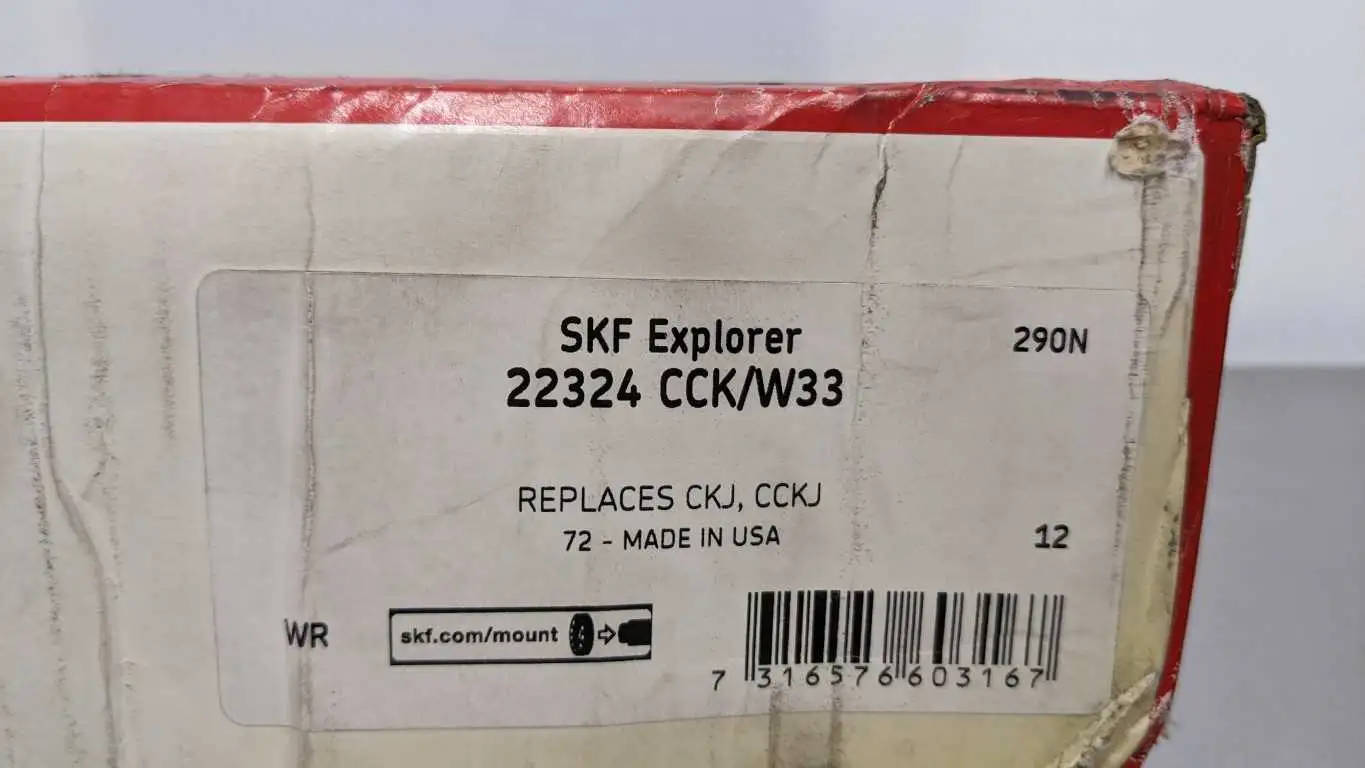 SKF Explorer
290N
22324 CCK/W33
REPLACES CKJ, CCKJ
72 - MADE IN USA
12
WR
skf.com/mount
7 316576 603167